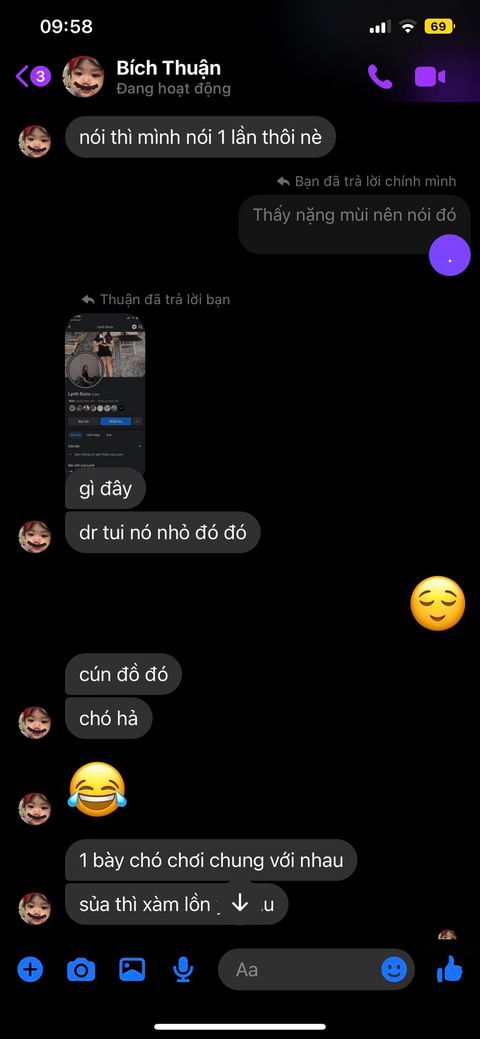 09:58
69
3
Bích Thuận
Đang hoạt động
nói thì mình nói 1 lần thôi nè
Bạn đã trả lời chính mình
Thấy nặng mùi nên nói đó
.
Thuận đã trả lời bạn
Lynh Suzu
Lynh Suzu
gì đây
dr tui nó nhỏ đó đó
cún đồ đó
chó hả
1 bày chó chơi chung với nhau
sủa thì xàm lồn
Aa